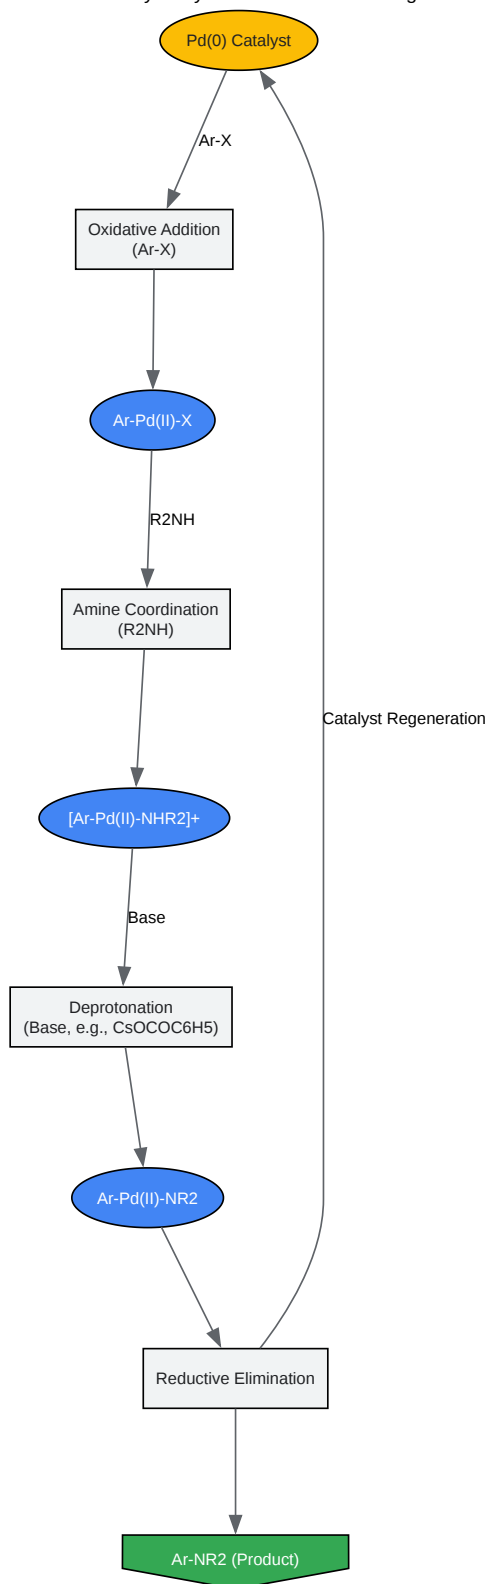 Pd(0) Catalyst
Ar-X
Oxidative Addition
(Ar-X)
Ar-Pd(II)-X
R2NH
Amine Coordination
(R2NH)
Catalyst Regeneration
[Ar-Pd(II)-NHR2]+
Base
Deprotonation
(Base, e.g., CsOCOC6H5)
Ar-Pd(II)-NR2
Reductive Elimination
Ar-NR2 (Product)